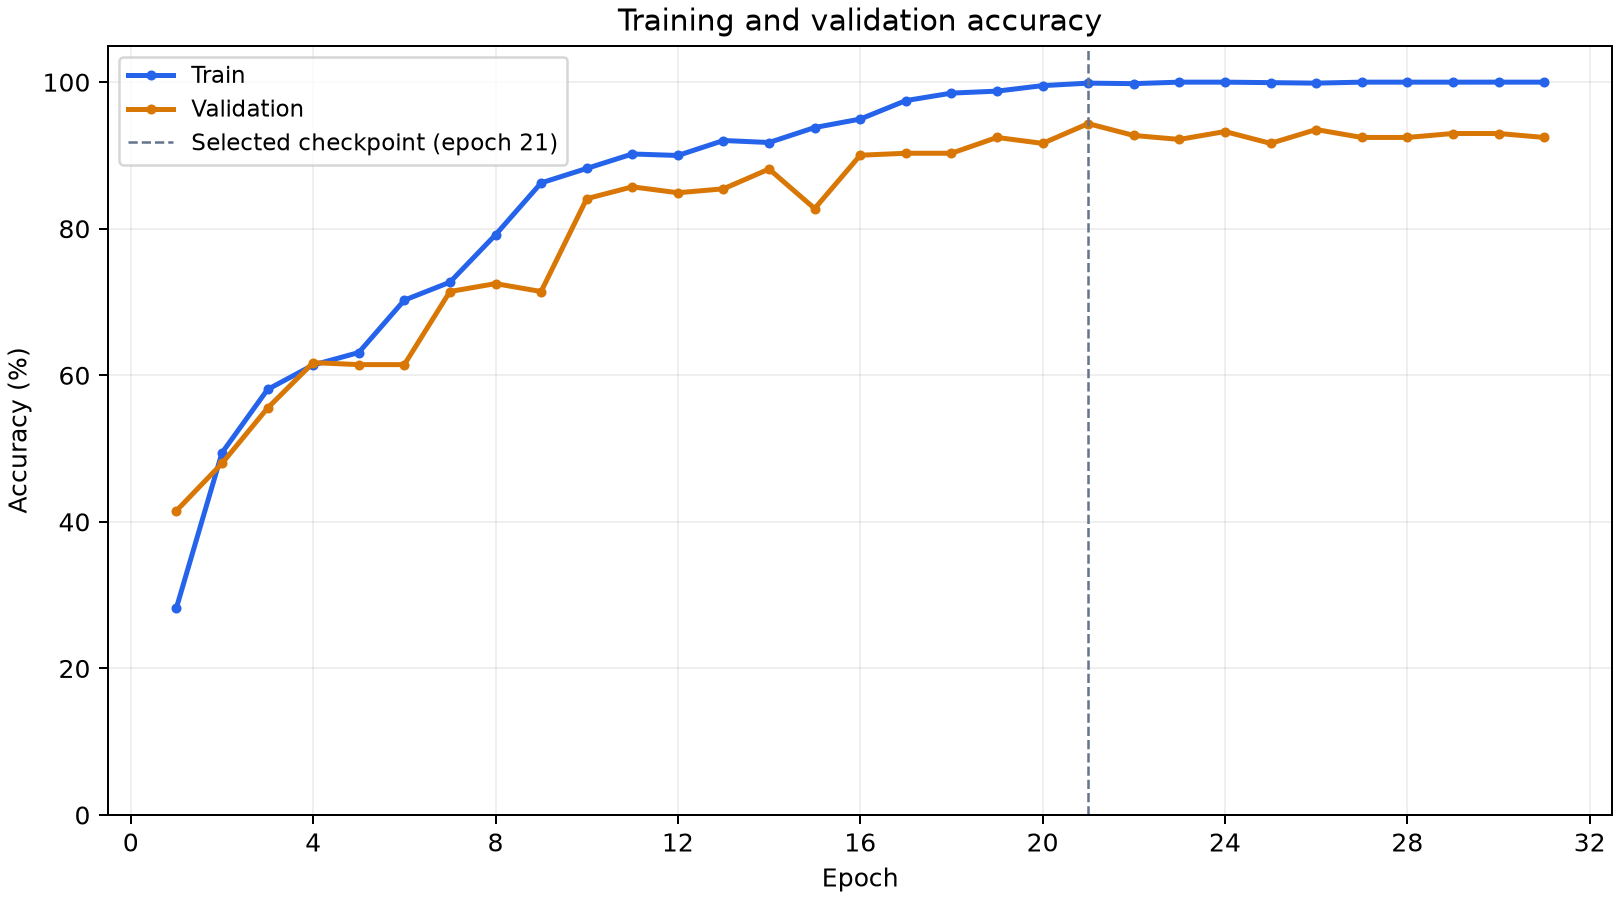 Training and validation accuracy
Train
Validation
Selected checkpoint (epoch 21)
Accuracy (%)
100
80
60
40
20
0
0 4 8 12 16 20 24 28 32
Epoch